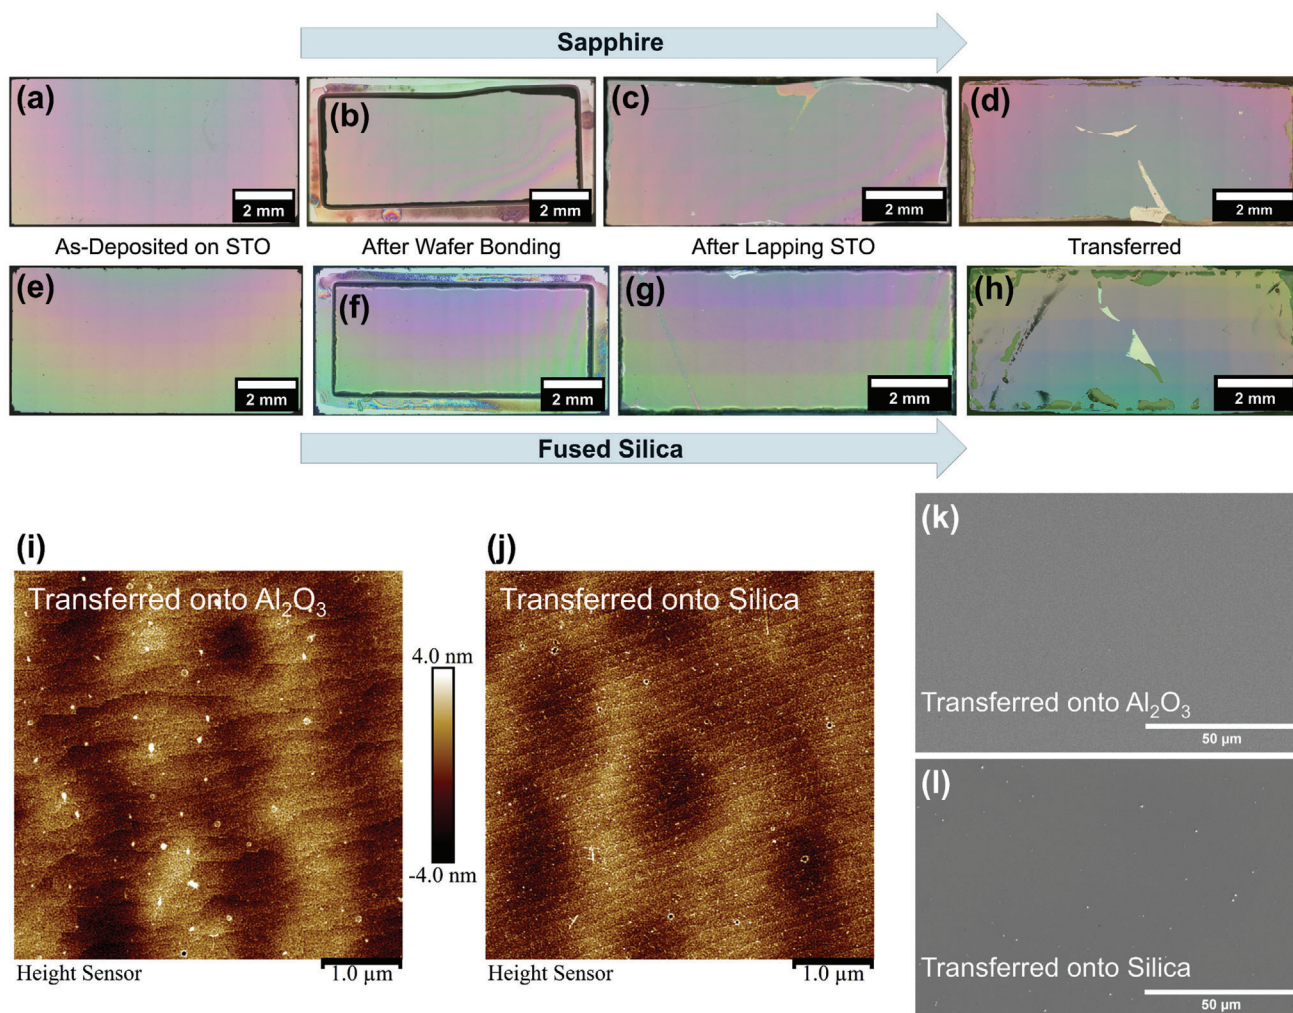 Sapphire
(a)
(b)
(c)
(d)
2 mm
2 mm
2 mm
2 mm
As-Deposited on STO
After Wafer Bonding
After Lapping STO
Transferred
(e)
(f)
(g)
(h)
2 mm
2 mm
2 mm
2 mm
Fused Silica
(i)
Transferred onto Al₂O₃
4.0 nm
-4.0 nm
Height Sensor
1.0 µm
(j)
Transferred onto Silica
Height Sensor
1.0 µm
(k)
Transferred onto Al₂O₃
50 µm
(l)
Transferred onto Silica
50 µm